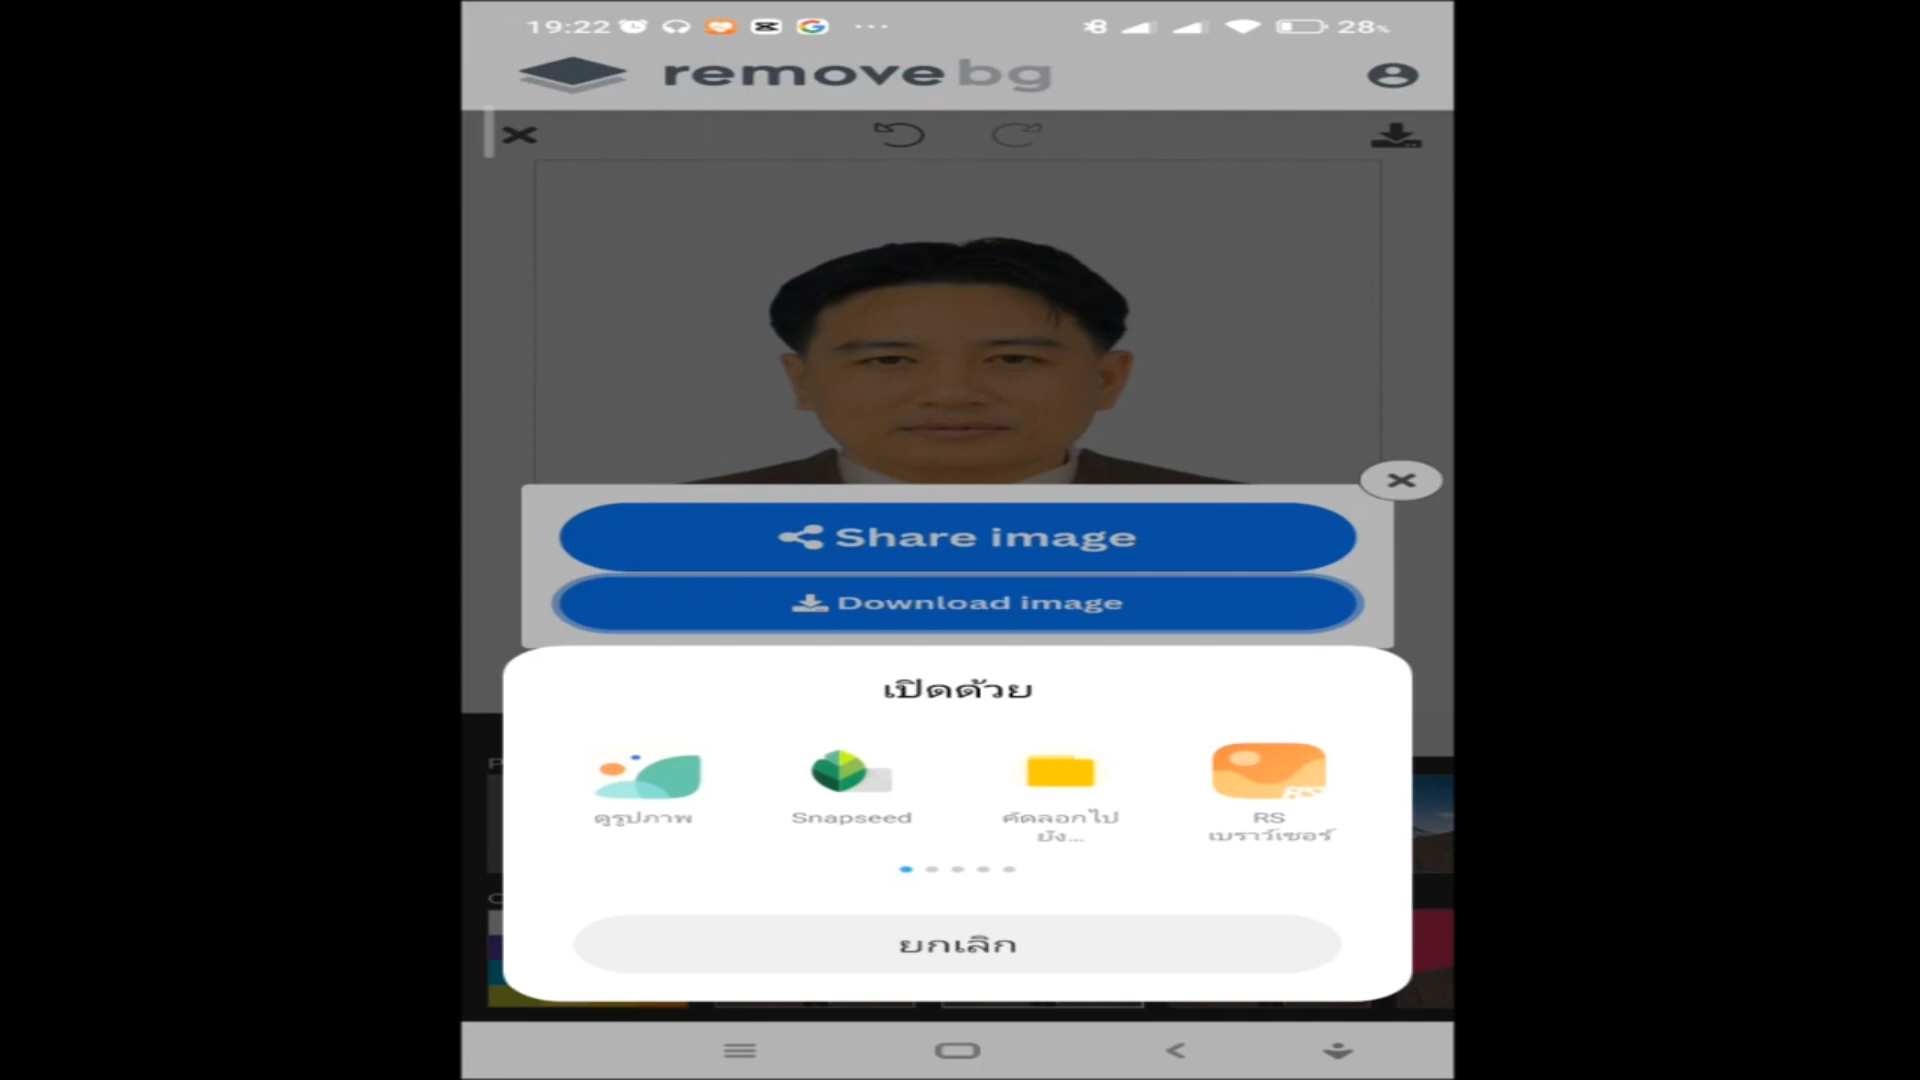 19:22 28%
remove bg
Share image
Download image
เปิดด้วย
ดูรูปภาพ
Snapseed
คัดลอกไป
ยัง...
RS
เบราว์เซอร์
ยกเลิก